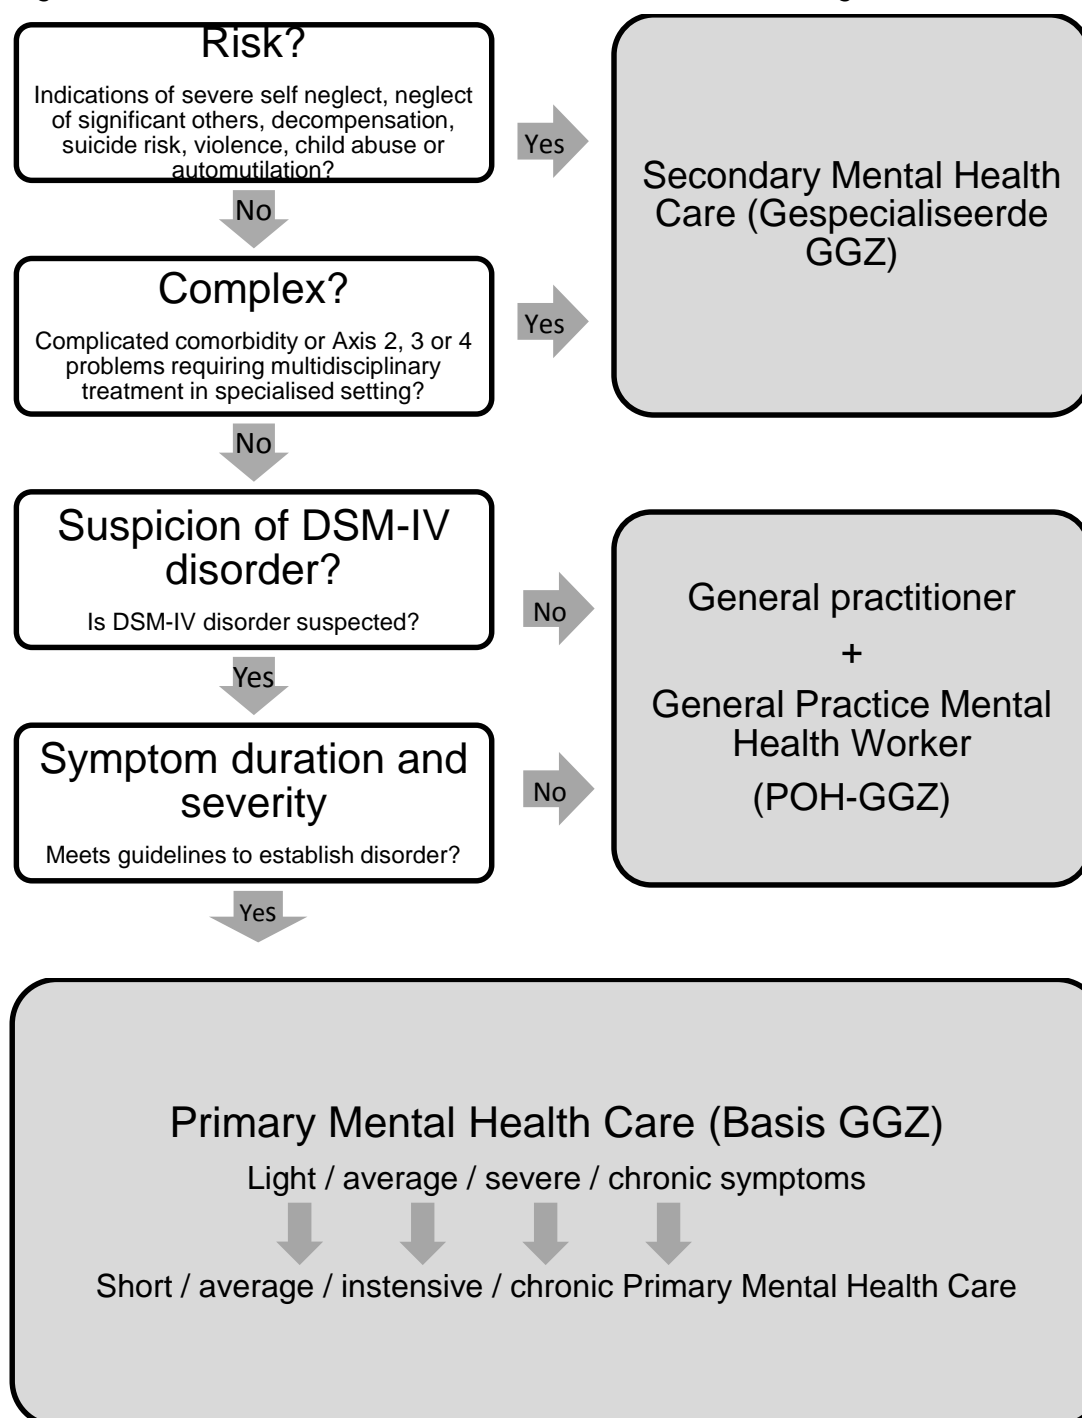 Risk?
Indications of severe self neglect, neglect
of significant others, decompensation,
suicide risk, violence, child abuse or
automutilation?
Yes
No
Secondary Mental Health
Care (Gespecialiseerde
GGZ)
Complex?
Complicated comorbidity or Axis 2, 3 or 4
problems requiring multidisciplinary
treatment in specialised setting?
Yes
No
Suspicion of DSM-IV
disorder?
Is DSM-IV disorder suspected?
No
Yes
General practitioner
+
General Practice Mental
Health Worker
(POH-GGZ)
Symptom duration and
severity
Meets guidelines to establish disorder?
No
Yes
Primary Mental Health Care (Basis GGZ)
Light / average / severe / chronic symptoms
Short / average / instensive / chronic Primary Mental Health Care